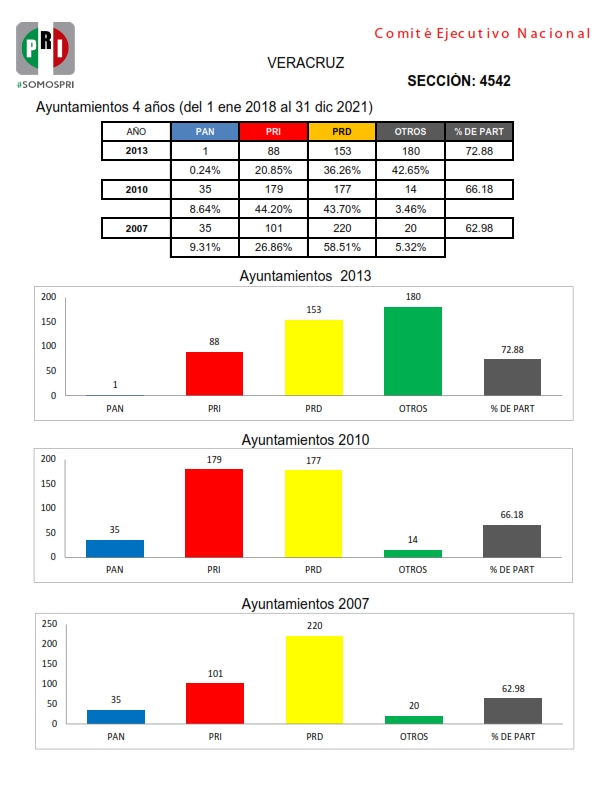 Comité Ejecutivo Nacional
PRI
#SOMOSPRI
VERACRUZ
SECCIÓN: 4542
Ayuntamientos 4 años (del 1 ene 2018 al 31 dic 2021)
AÑO PAN PRI PRD OTROS % DE PART
2013 1 88 153 180 72.88
0.24% 20.85% 36.26% 42.65%
2010 35 179 177 14 66.18
8.64% 44.20% 43.70% 3.46%
2007 35 101 220 20 62.98
9.31% 26.86% 58.51% 5.32%
Ayuntamientos 2013
200
150
100
50
0
1 88 153 180 72.88
PAN PRI PRD OTROS % DE PART
Ayuntamientos 2010
200
150
100
50
0
35 179 177 14 66.18
PAN PRI PRD OTROS % DE PART
Ayuntamientos 2007
250
200
150
100
50
0
35 101 220 20 62.98
PAN PRI PRD OTROS % DE PART